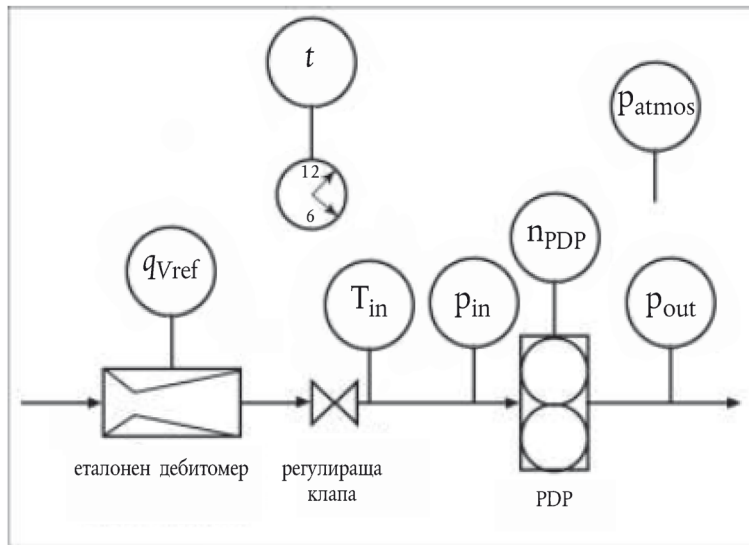 t
p_atmos
12
6
n_PDP
q_Vref
T_in
p_in
p_out
еталонен дебитомер
регулираща
клапа
PDP